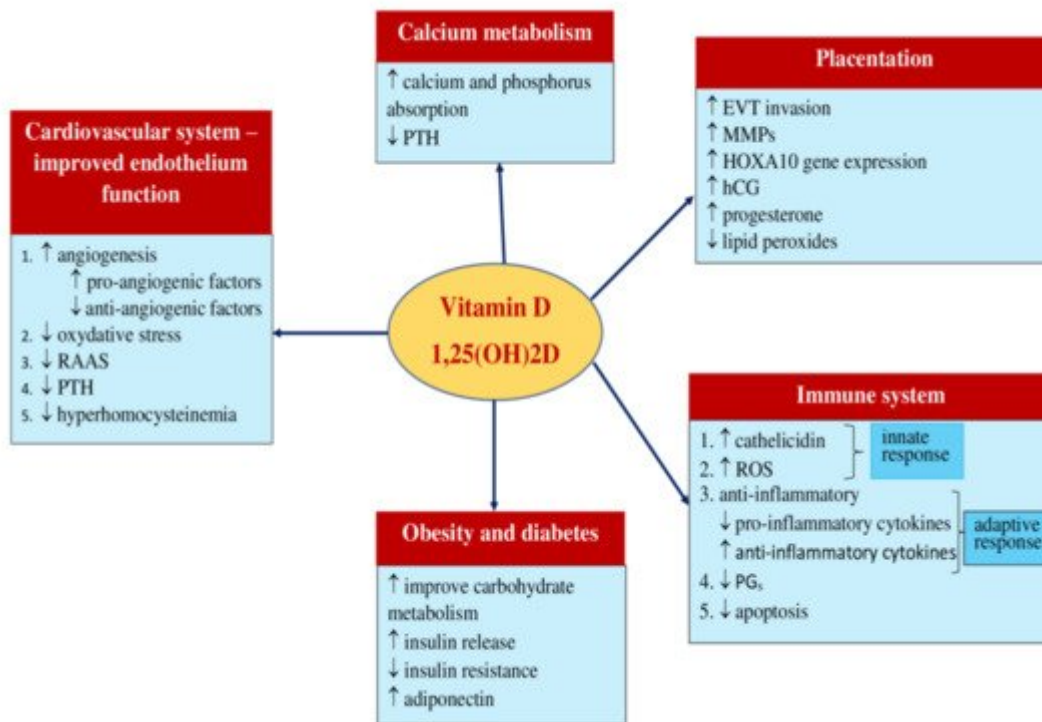 Calcium metabolism
↑ calcium and phosphorus
absorption
↓ PTH
Placentation
↑ EVT invasion
↑ MMPs
↑ HOXA10 gene expression
↑ hCG
↑ progesterone
↓ lipid peroxides
Cardiovascular system –
improved endothelium
function
1. ↑ angiogenesis
↑ pro-angiogenic factors
↓ anti-angiogenic factors
2. ↓ oxydative stress
3. ↓ RAAS
4. ↓ PTH
5. ↓ hyperhomocysteinemia
Vitamin D
1,25(OH)2D
Immune system
1. ↑ cathelicidin
2. ↑ ROS
innate
response
3. anti-inflammatory
↓ pro-inflammatory cytokines
↑ anti-inflammatory cytokines
adaptive
response
4. ↓ PGs
5. ↓ apoptosis
Obesity and diabetes
↑ improve carbohydrate
metabolism
↑ insulin release
↓ insulin resistance
↑ adiponectin